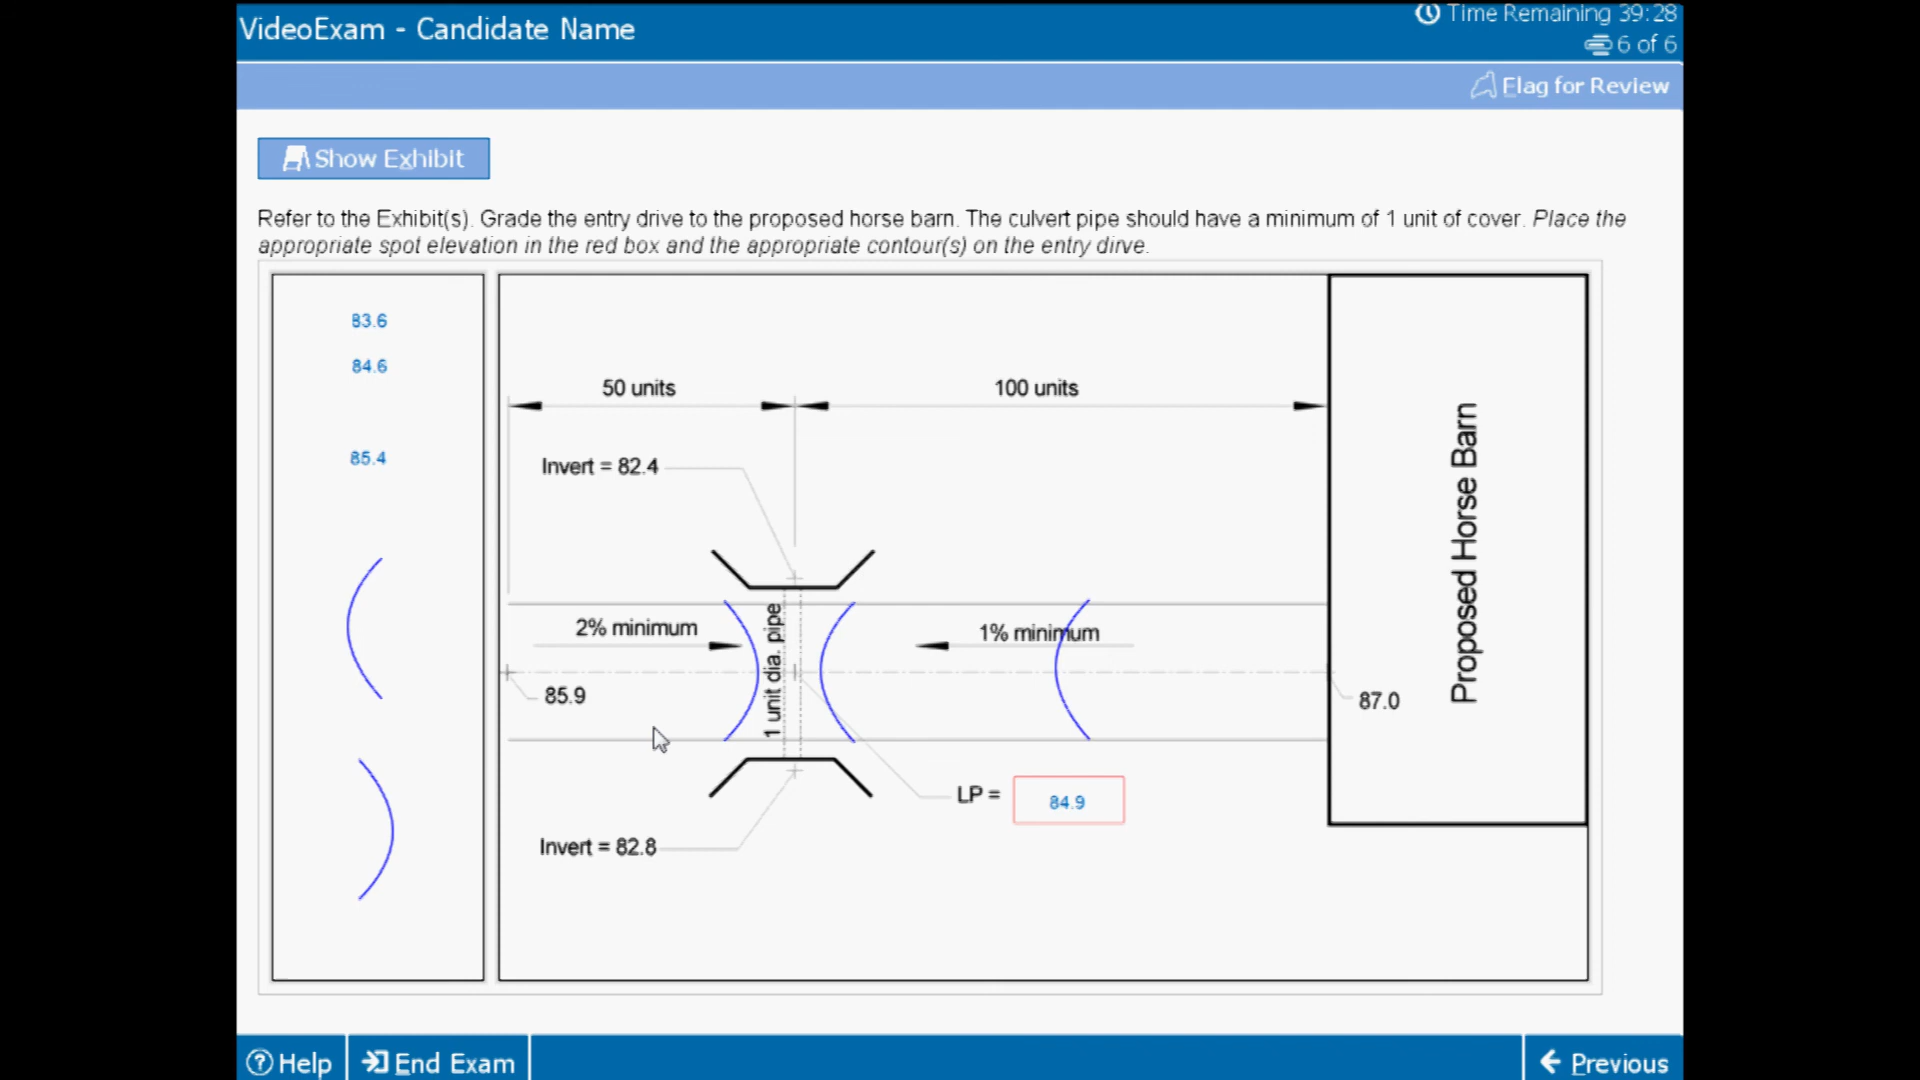 VideoExam - Candidate Name
Time Remaining 39:28
6 of 6
Flag for Review
Show Exhibit
Refer to the Exhibit(s). Grade the entry drive to the proposed horse barn. The culvert pipe should have a minimum of 1 unit of cover. Place the
appropriate spot elevation in the red box and the appropriate contour(s) on the entry dirve.
83.6
84.6
85.4
50 units
100 units
Invert = 82.4
2% minimum
1 unit dia. pipe
1% minimum
85.9
87.0
Proposed Horse Barn
LP =
84.9
Invert = 82.8
Help
End Exam
Previous